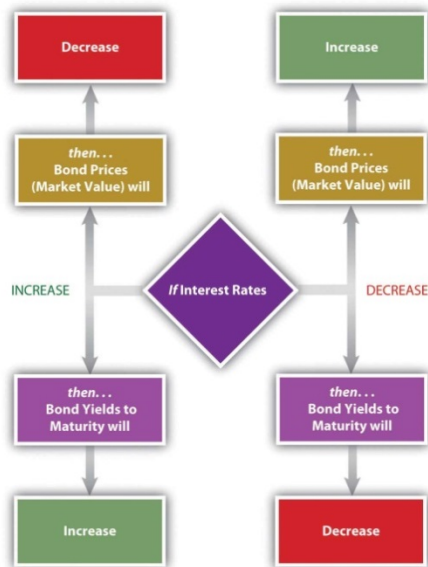 Decrease
Increase
then...
Bond Prices
(Market Value) will
then...
Bond Prices
(Market Value) will
INCREASE
If Interest Rates
DECREASE
then...
Bond Yields to
Maturity will
then...
Bond Yields to
Maturity will
Increase
Decrease